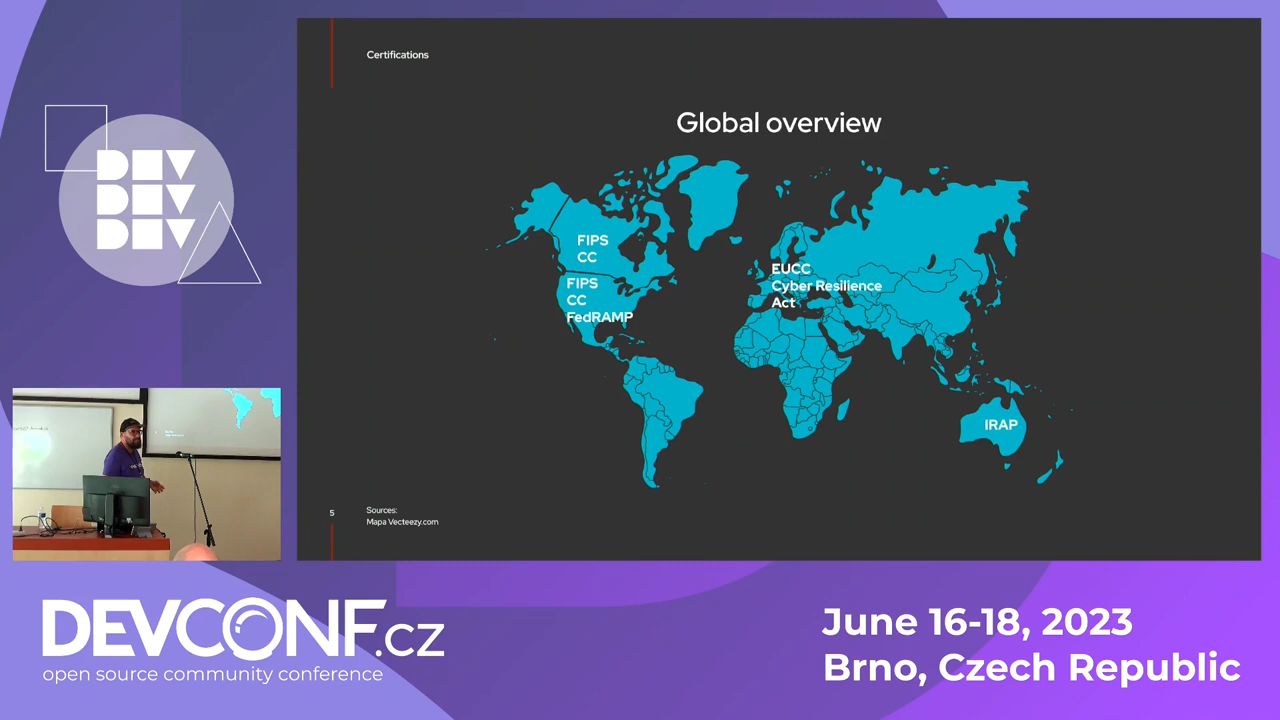 Certifications
Global overview
FIPS
CC
FIPS
CC
FedRAMP
EUCC
Cyber Resilience
Act
IRAP
5
Sources:
Mapa Vecteezy.com
DEV
DEV
DEV
DEVCONF.cz
open source community conference
June 16-18, 2023
Brno, Czech Republic